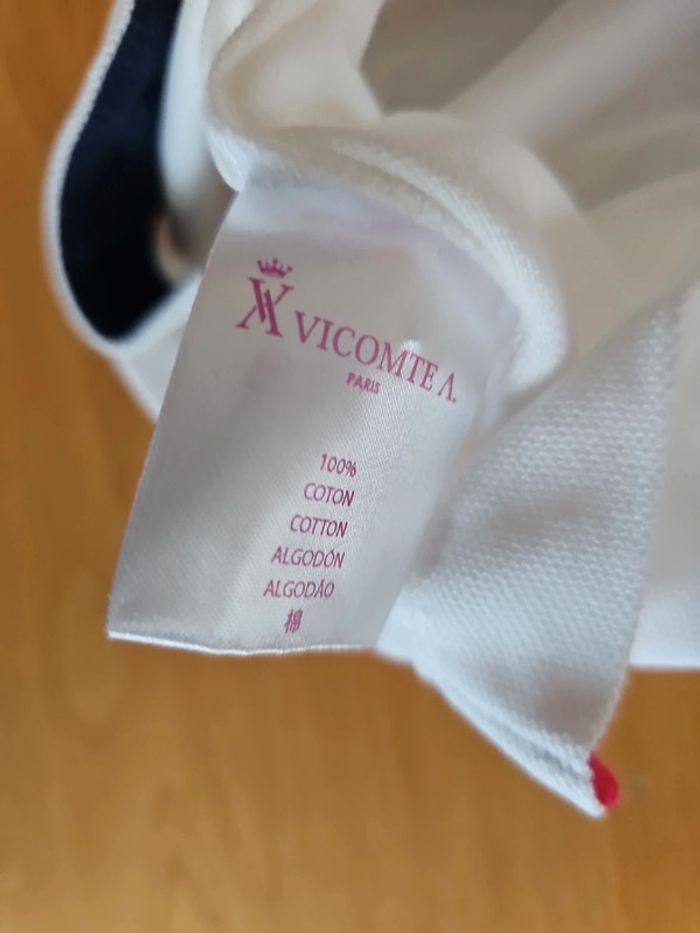 VICOMTE A.
PARIS
100%
COTON
COTTON
ALGODÓN
ALGODÃO
棉